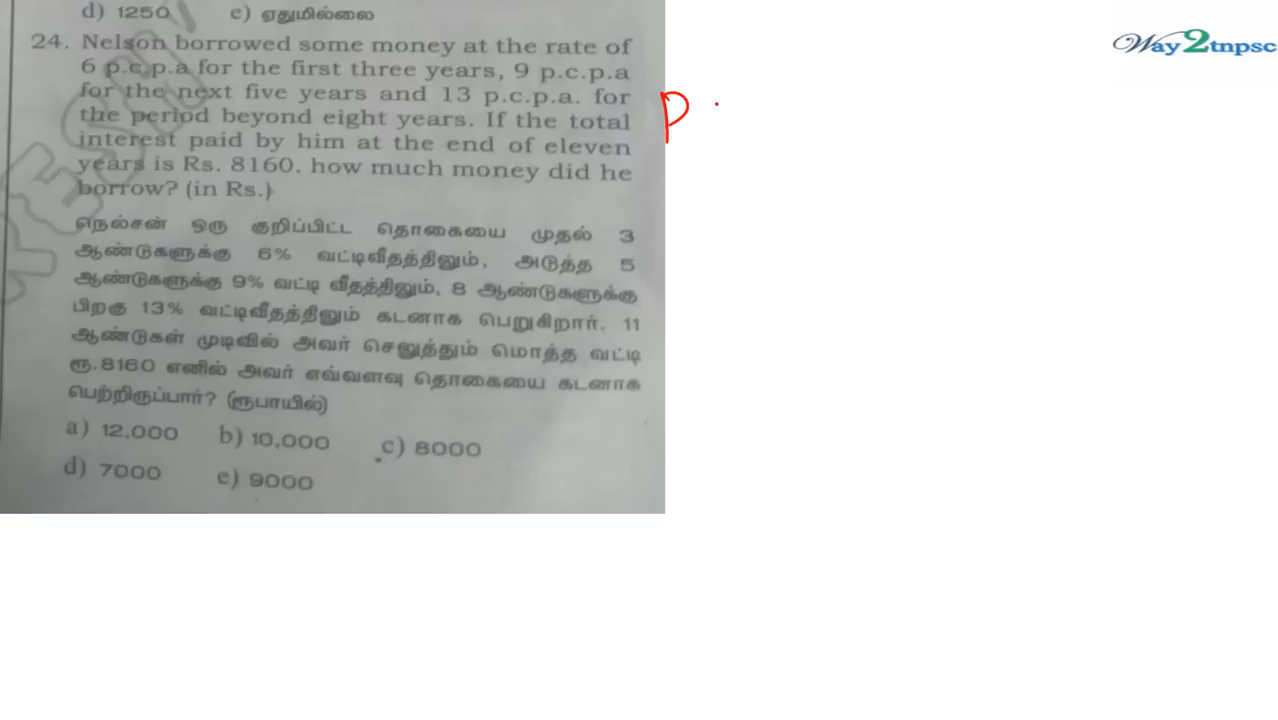 d) 1250 e) ஏதுமில்லை
24. Nelson borrowed some money at the rate of
6 p.c.p.a for the first three years, 9 p.c.p.a
for the next five years and 13 p.c.p.a. for
the period beyond eight years. If the total
interest paid by him at the end of eleven
years is Rs. 8160. how much money did he
borrow? (in Rs.)
நெல்சன் ஒரு குறிப்பிட்ட தொகையை முதல் 3
ஆண்டுகளுக்கு 6% வட்டிவீதத்திலும், அடுத்த 5
ஆண்டுகளுக்கு 9% வட்டி வீதத்திலும், 8 ஆண்டுகளுக்கு
பிறகு 13% வட்டிவீதத்திலும் கடனாக பெறுகிறார். 11
ஆண்டுகள் முடிவில் அவர் செலுத்தும் மொத்த வட்டி
ரூ.8160 எனில் அவர் எவ்வளவு தொகையை கடனாக
பெற்றிருப்பார்? (ரூபாயில்)
a) 12,000 b) 10,000 c) 8000
d) 7000 e) 9000
P
Way2tnpsc